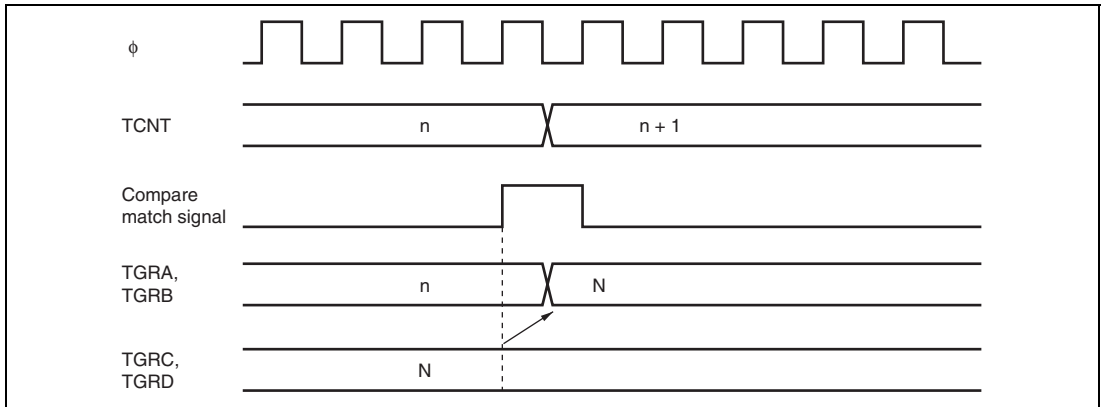 ϕ
TCNT
n
n + 1
Compare
match signal
TGRA,
TGRB
n
N
TGRC,
TGRD
N